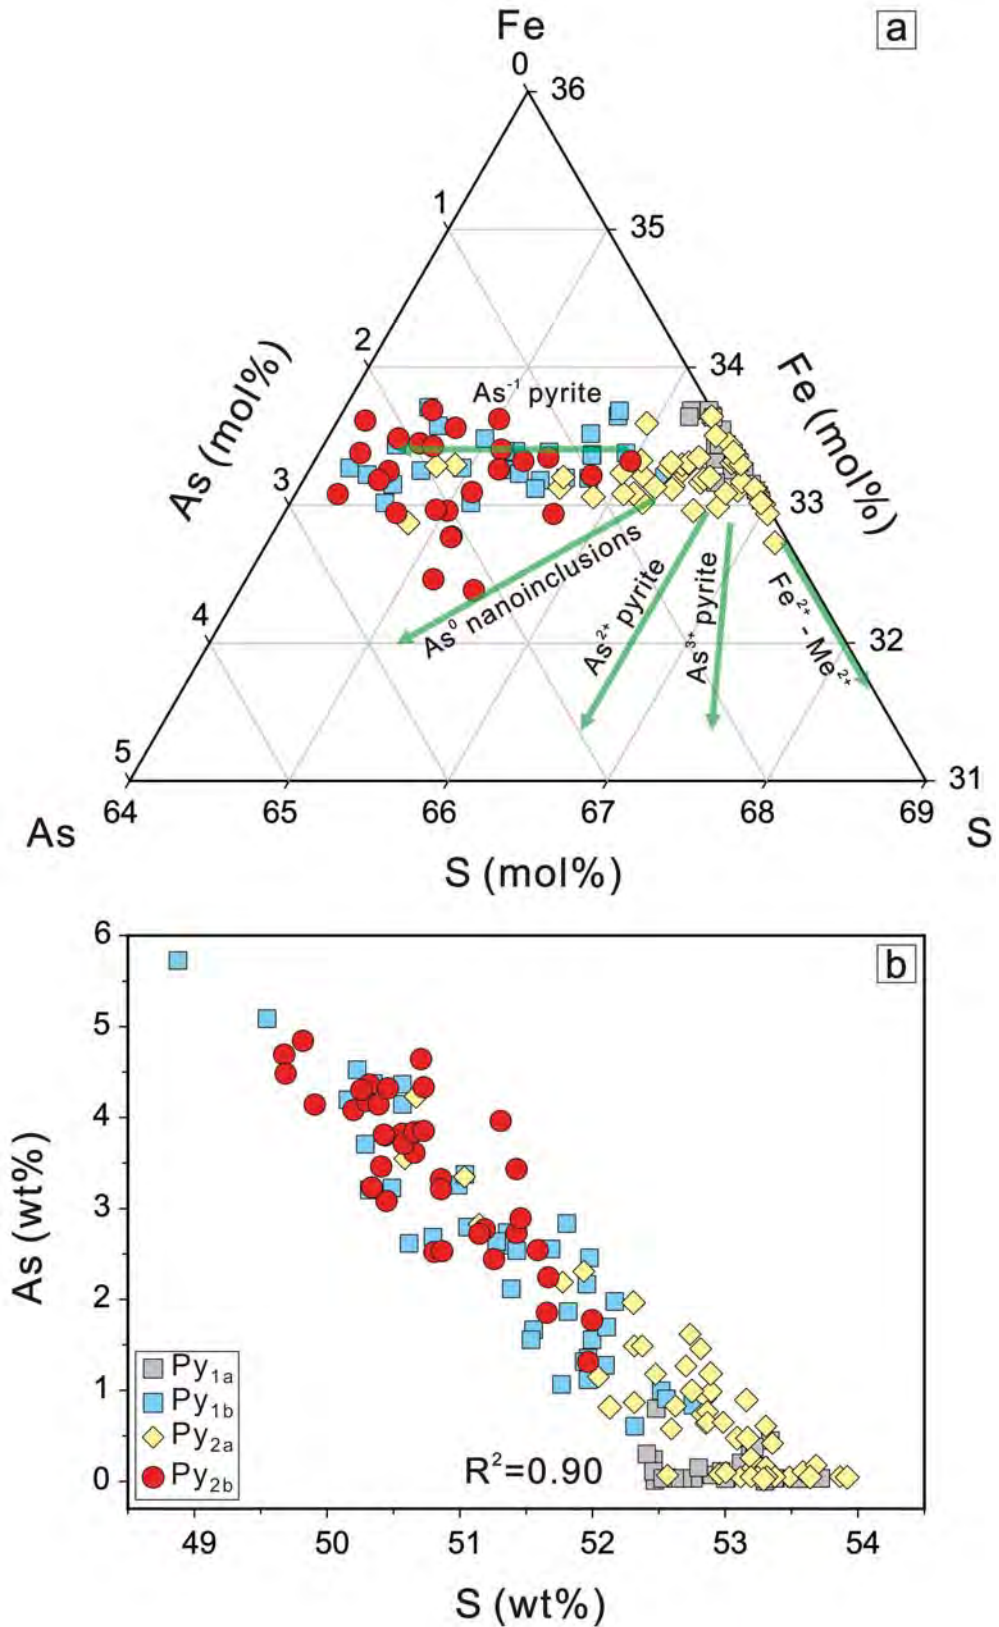 Fe
a
0
36
1
35
2
34
As (mol%)
Fe (mol%)
As⁻¹ pyrite
3
33
As⁰ nanoinclusions
As²⁺ pyrite
As³⁺ pyrite
Fe²⁺ - Me²⁺
4
32
5
31
64
65
66
67
68
69
As
S
S (mol%)
b
6
5
4
3
2
1
0
As (wt%)
Py₁ₐ
Py₁b
Py₂ₐ
Py₂b
R²=0.90
49
50
51
52
53
54
S (wt%)